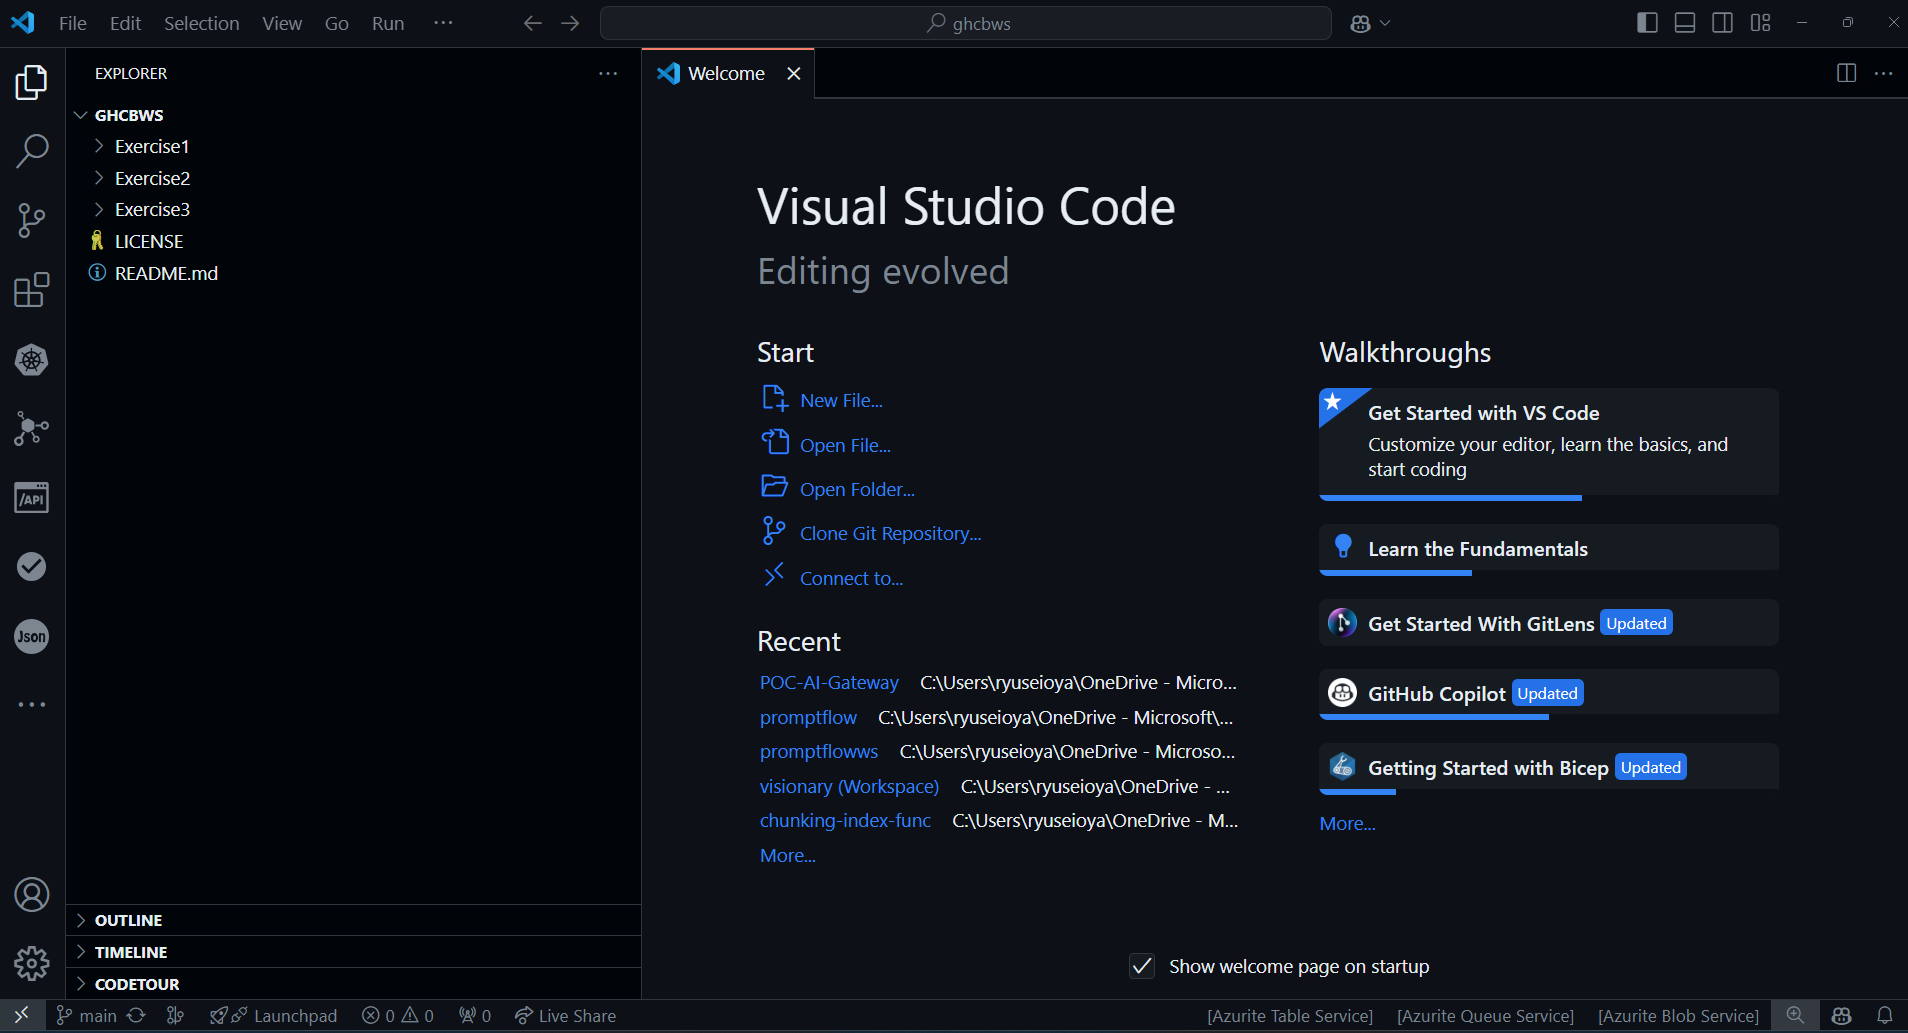 File Edit Selection View Go Run
ghcbws
EXPLORER
GHCBWS
Exercise1
Exercise2
Exercise3
LICENSE
README.md
OUTLINE
TIMELINE
CODETOUR
/API
Json
Welcome
Visual Studio Code
Editing evolved
Start
New File...
Open File...
Open Folder...
Clone Git Repository...
Connect to...
Recent
POC-AI-Gateway C:\Users\ryuseioya\OneDrive - Micro...
promptflow C:\Users\ryuseioya\OneDrive - Microsoft\...
promptflowws C:\Users\ryuseioya\OneDrive - Microso...
visionary (Workspace) C:\Users\ryuseioya\OneDrive - ...
chunking-index-func C:\Users\ryuseioya\OneDrive - M...
More...
Walkthroughs
Get Started with VS Code
Customize your editor, learn the basics, and
start coding
Learn the Fundamentals
Get Started With GitLens Updated
GitHub Copilot Updated
Getting Started with Bicep Updated
More...
Show welcome page on startup
main Launchpad 0 0 0 Live Share [Azurite Table Service] [Azurite Queue Service] [Azurite Blob Service]